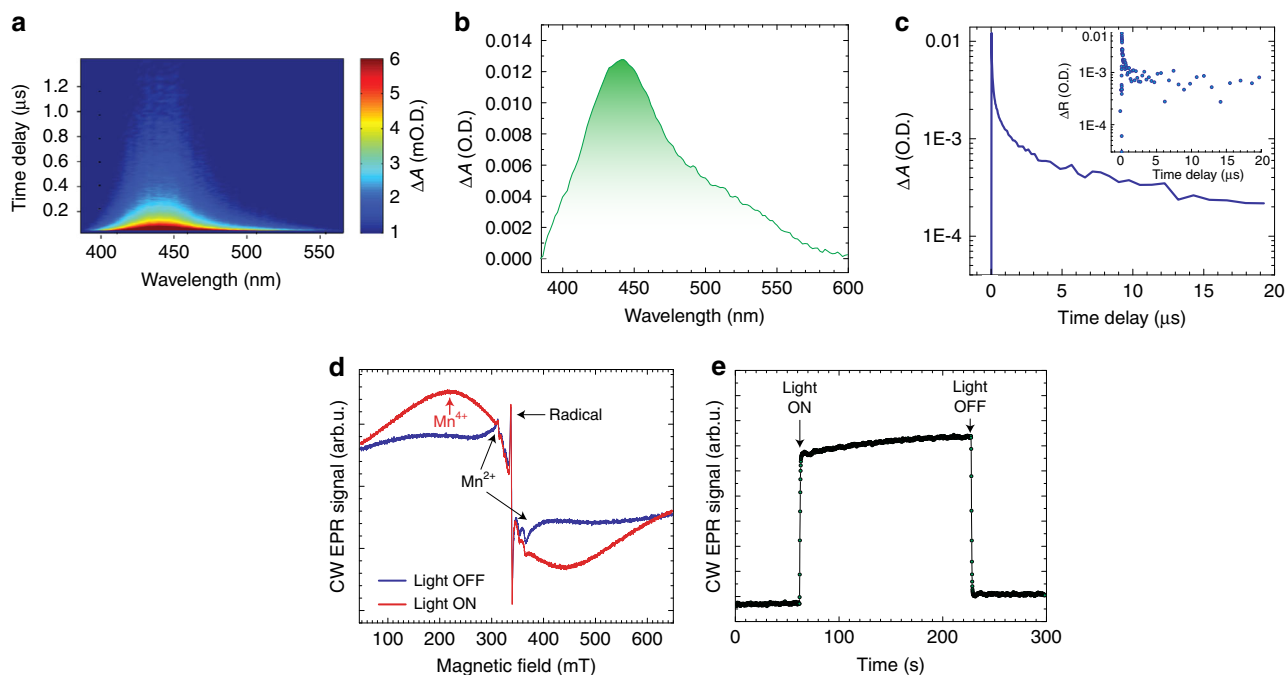 a
Time delay (µs)
1.2
1.0
0.8
0.6
0.4
0.2
400
450
500
550
Wavelength (nm)
6
5
4
3
2
1
ΔA (mO.D.)
b
ΔA (O.D.)
0.014
0.012
0.010
0.008
0.006
0.004
0.002
0.000
400
450
500
550
600
Wavelength (nm)
c
ΔA (O.D.)
0.01
1E-3
1E-4
0
5
10
15
20
Time delay (µs)
ΔR (O.D.)
0.01
1E-3
1E-4
0
5
10
15
20
Time delay (µs)
d
CW EPR signal (arb.u.)
Mn4+
Radical
Mn2+
Light OFF
Light ON
100
200
300
400
500
600
Magnetic field (mT)
e
CW EPR signal (arb.u.)
Light
ON
Light
OFF
0
100
200
300
Time (s)